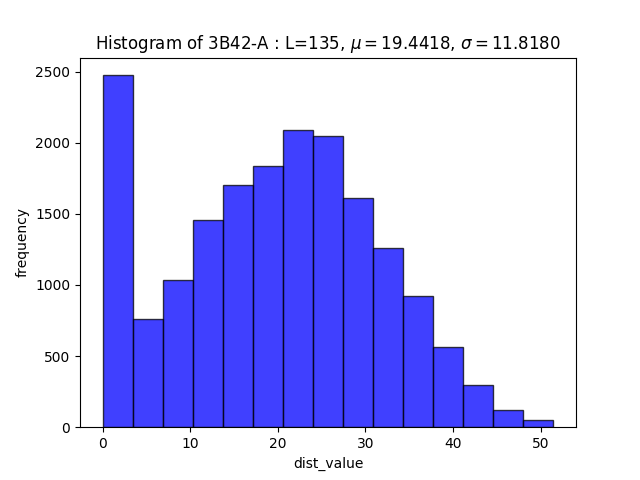 Histogram of 3B42-A : L=135, μ = 19.4418, σ = 11.8180
2500
2000
1500
1000
500
0
frequency
0 10 20 30 40 50
dist_value